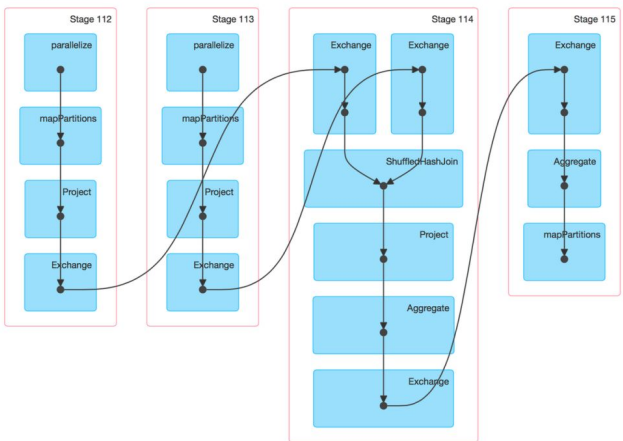 Stage 112
parallelize
mapPartitions
Project
Exchange
Stage 113
parallelize
mapPartitions
Project
Exchange
Stage 114
Exchange
Exchange
ShuffledHashJoin
Project
Aggregate
Exchange
Stage 115
Exchange
Aggregate
mapPartitions